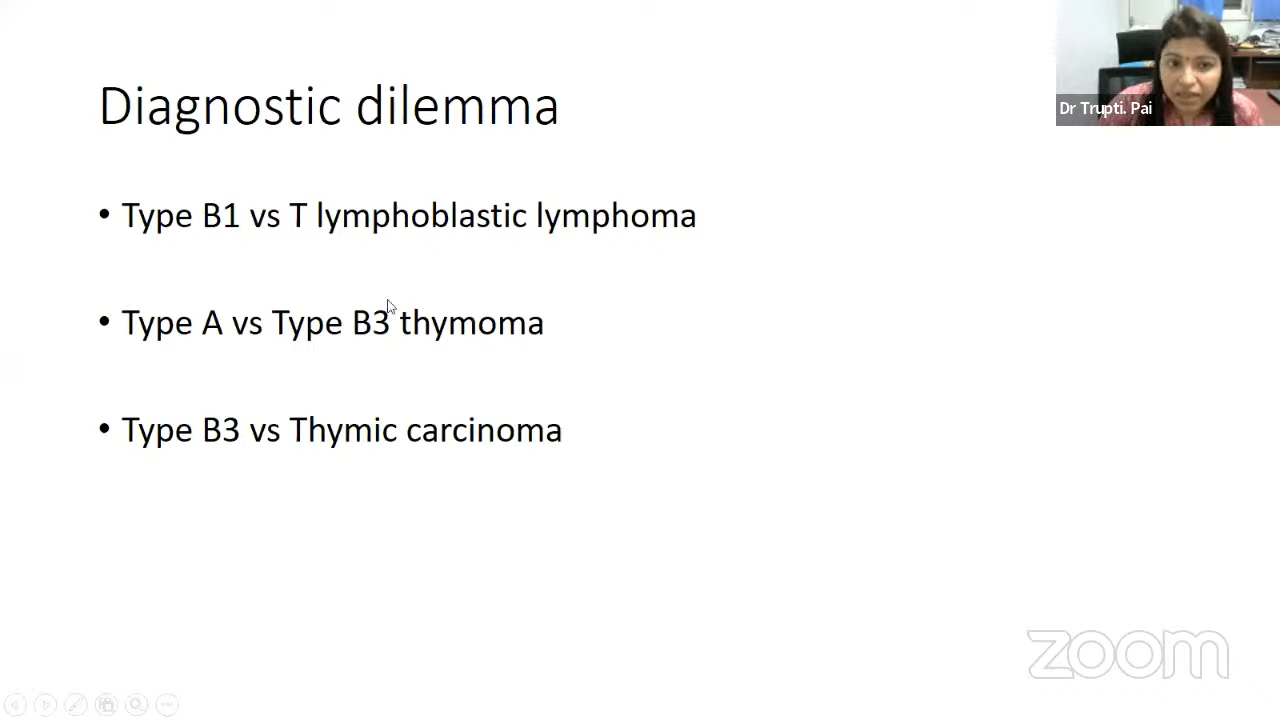 Diagnostic dilemma
Dr Trupti. Pai
• Type B1 vs T lymphoblastic lymphoma
• Type A vs Type B3 thymoma
• Type B3 vs Thymic carcinoma
zoom